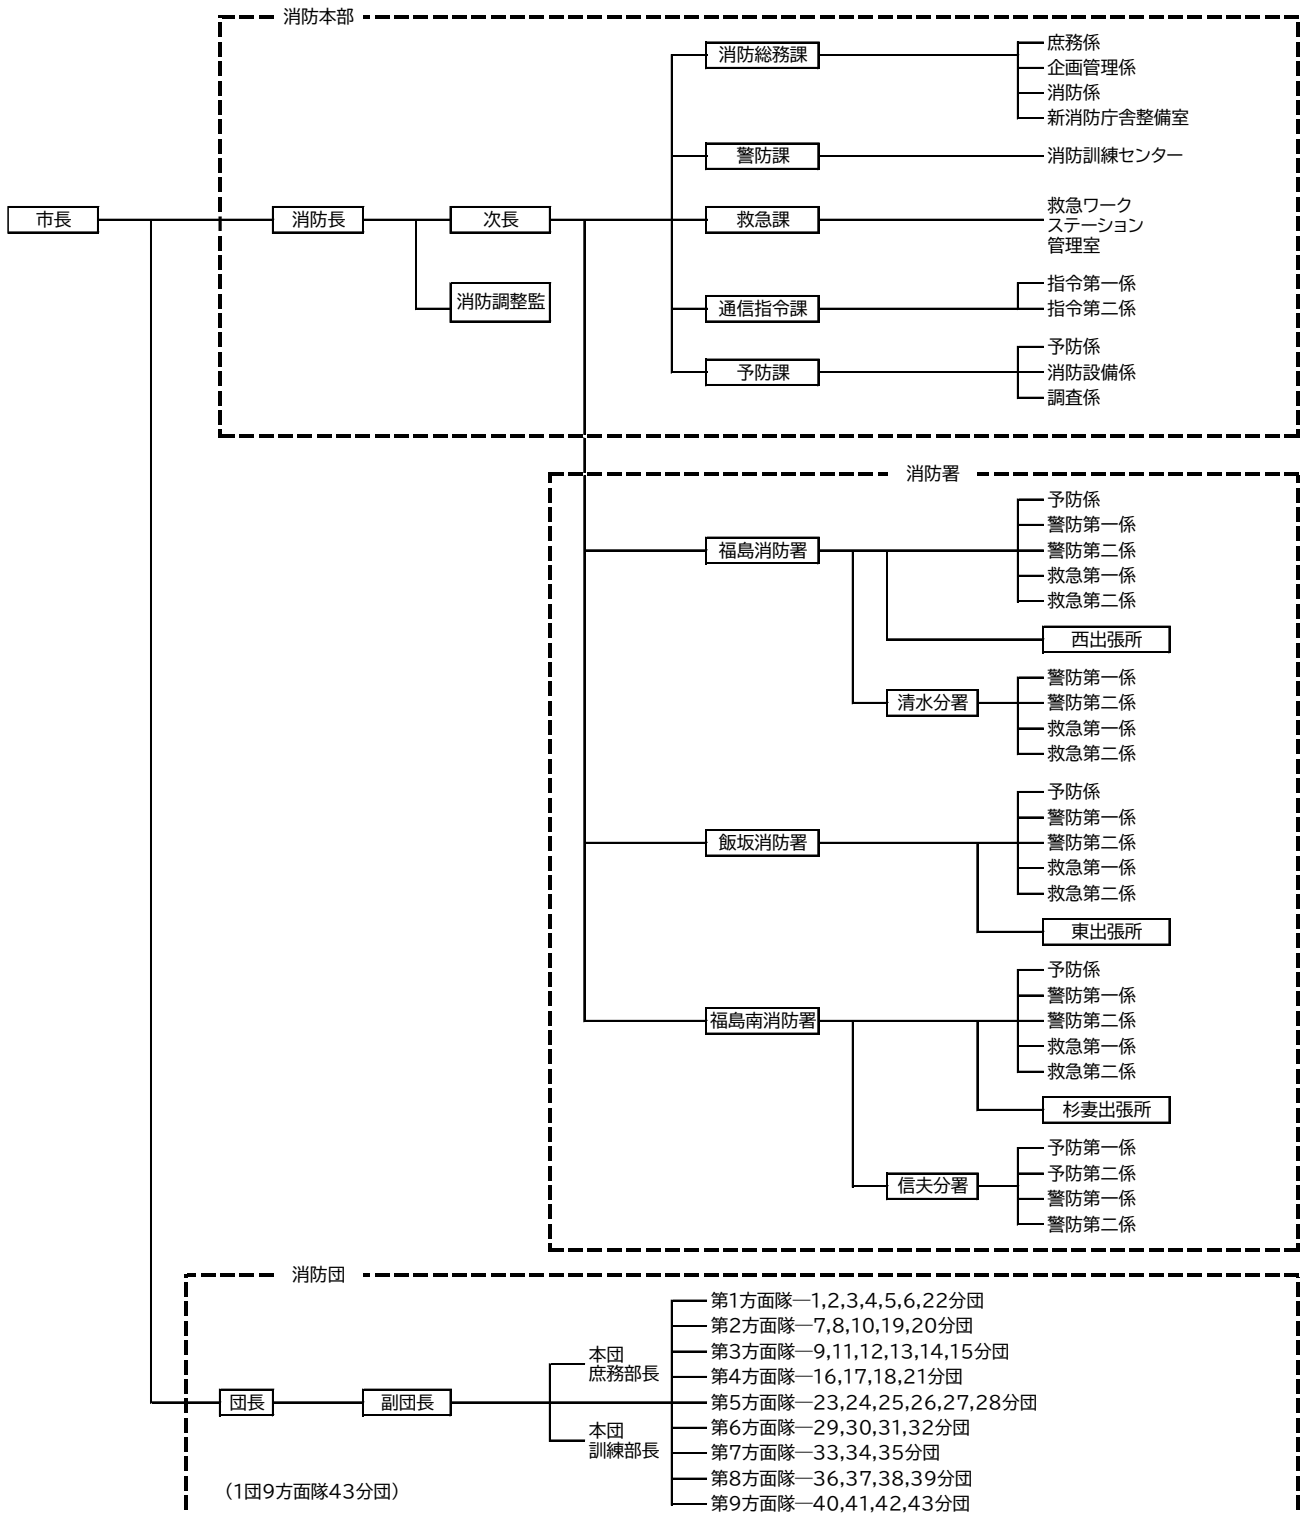 消防本部
消防総務課
庶務係
企画管理係
消防係
新消防庁舎整備室
警防課
消防訓練センター
市長
消防長
次長
救急課
救急ワーク
ステーション
管理室
消防調整監
通信指令課
指令第一係
指令第二係
予防課
予防係
消防設備係
調査係
消防署
福島消防署
予防係
警防第一係
警防第二係
救急第一係
救急第二係
西出張所
清水分署
警防第一係
警防第二係
救急第一係
救急第二係
飯坂消防署
予防係
警防第一係
警防第二係
救急第一係
救急第二係
東出張所
福島南消防署
予防係
警防第一係
警防第二係
救急第一係
救急第二係
杉妻出張所
信夫分署
予防第一係
予防第二係
警防第一係
警防第二係
消防団
団長
副団長
本団
庶務部長
本団
訓練部長
第1方面隊―1,2,3,4,5,6,22分団
第2方面隊―7,8,10,19,20分団
第3方面隊―9,11,12,13,14,15分団
第4方面隊―16,17,18,21分団
第5方面隊―23,24,25,26,27,28分団
第6方面隊―29,30,31,32分団
第7方面隊―33,34,35分団
第8方面隊―36,37,38,39分団
第9方面隊―40,41,42,43分団
（1団9方面隊43分団）